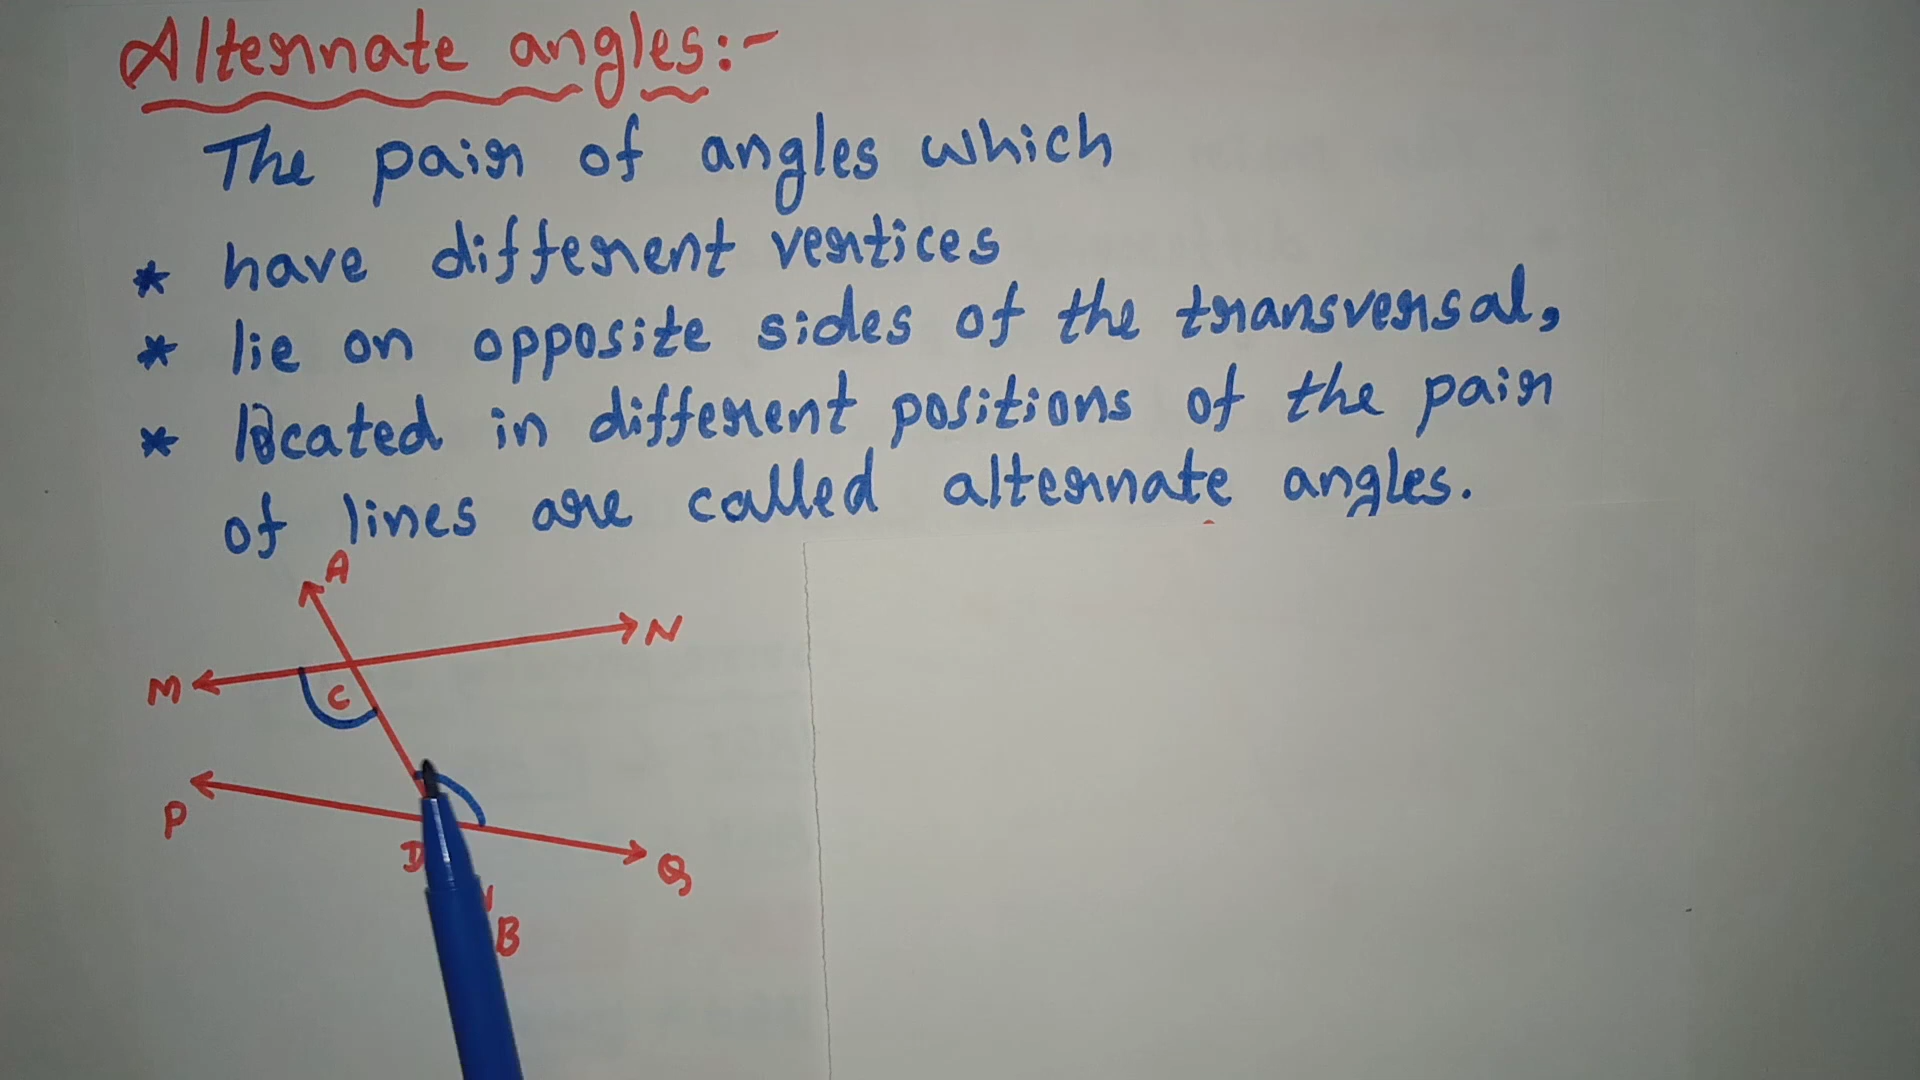 Alternate angles:-
The pair of angles which
* have different vertices
* lie on opposite sides of the transversal,
* located in different positions of the pair
of lines are called alternate angles.
A
N
M
C
P
D
Q
B